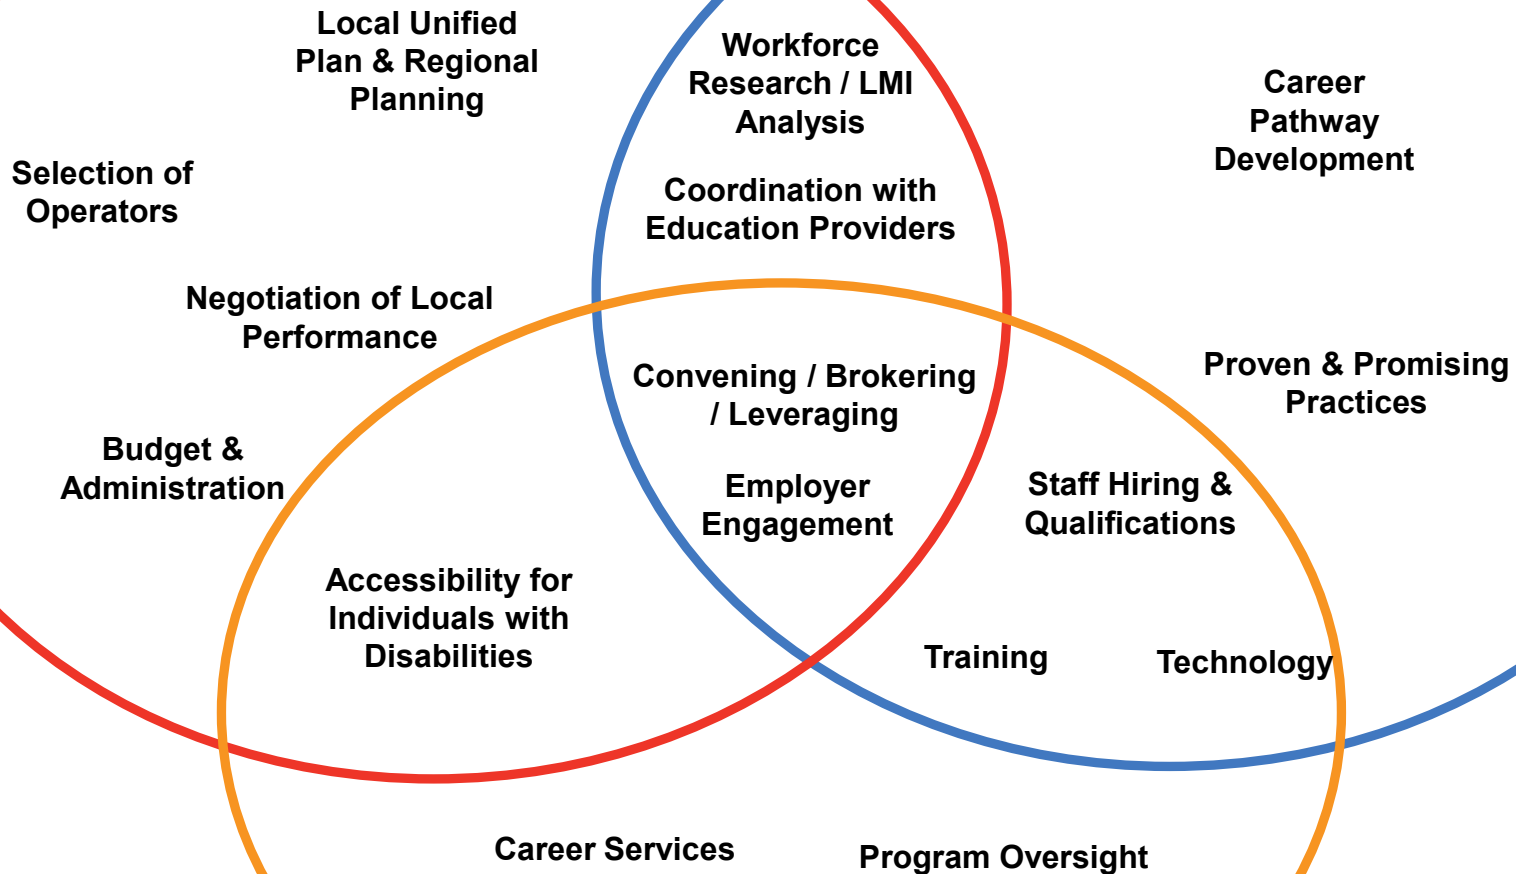 Local Unified
Plan & Regional
Planning
Workforce
Research / LMI
Analysis
Career
Pathway
Development
Selection of
Operators
Coordination with
Education Providers
Negotiation of Local
Performance
Convening / Brokering
/ Leveraging
Proven & Promising
Practices
Budget &
Administration
Employer
Engagement
Staff Hiring &
Qualifications
Accessibility for
Individuals with
Disabilities
Training
Technology
Career Services
Program Oversight